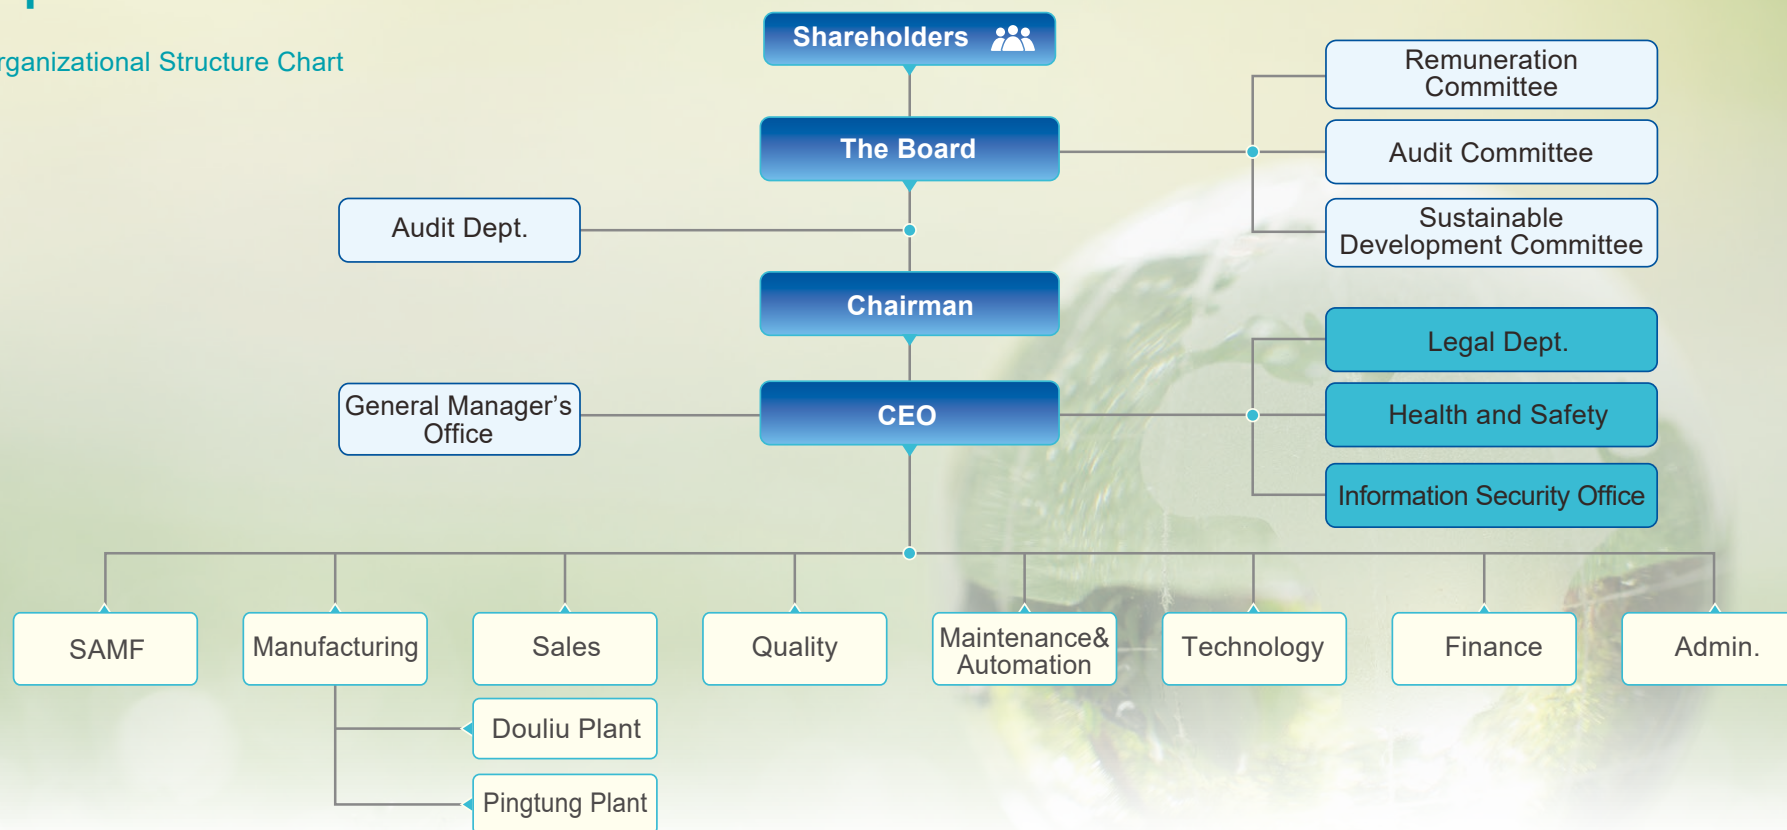 rganizational Structure Chart
Shareholders
The Board
Remuneration
Committee
Audit Committee
Sustainable
Development Committee
Audit Dept.
Chairman
General Manager’s
Office
CEO
Legal Dept.
Health and Safety
Information Security Office
SAMF
Manufacturing
Sales
Quality
Maintenance&
Automation
Technology
Finance
Admin.
Douliu Plant
Pingtung Plant